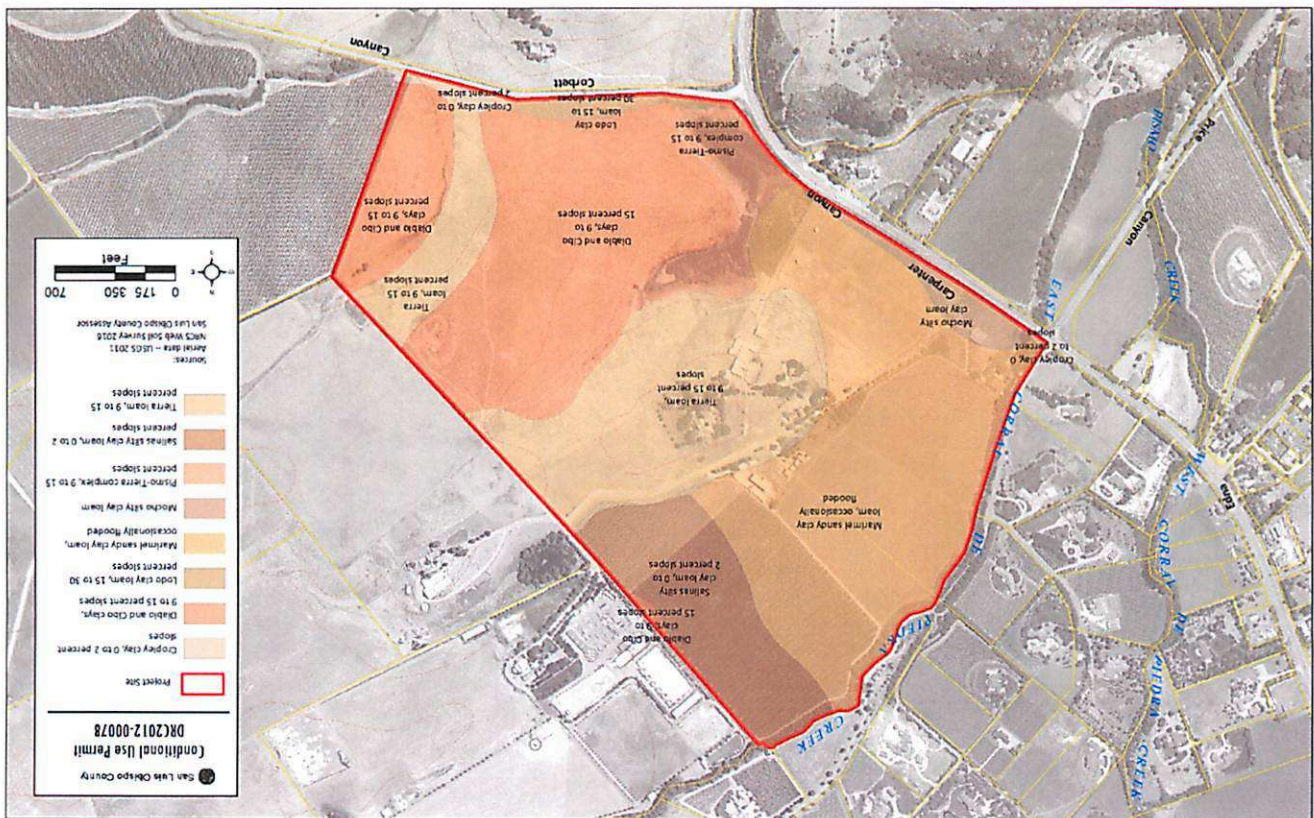 San Luis Obispo County
Conditional Use Permit
DRC2012-00078
Project Site
Cropley clay, 0 to 2 percent
slopes
Diablo and Cibo clays,
9 to 15 percent slopes
Lodo clay loam, 15 to 30
percent slopes
Marimel sandy clay loam,
occasionally flooded
Mocho silty clay loam
Pismo-Tierra complex, 9 to 15
percent slopes
Salinas silty clay loam, 0 to 2
percent slopes
Tierra loam, 9 to 15
percent slopes
Sources:
Aerial data – USGS 2011
NRCS Web Soil Survey 2016
San Luis Obispo County Assessor
N
W
E
S
0 175 350 700
Feet
CREEK
PIEDRA
DE
CORRAL
WEST
Edna
CREEK
PIEDRA
DE
CORRAL
EAST
Diablo and Cibo
clays, 9 to
15 percent slopes
Salinas silty
clay loam, 0 to
2 percent slopes
Marimel sandy clay
loam, occasionally
flooded
Tierra loam,
9 to 15 percent
slopes
Cropley clay, 0
to 2 percent
slopes
Mocho silty
clay loam
Carpenter
Canyon
Price
Canyon
PISMO
CREEK
Tierra
loam, 9 to 15
percent slopes
Diablo and Cibo
clays, 9 to
15 percent slopes
Diablo and Cibo
clays, 9 to 15
percent slopes
Pismo-Tierra
complex, 9 to 15
percent slopes
Lodo clay
loam, 15 to
30 percent slopes
Cropley clay, 0 to
2 percent slopes
Corbett
Canyon